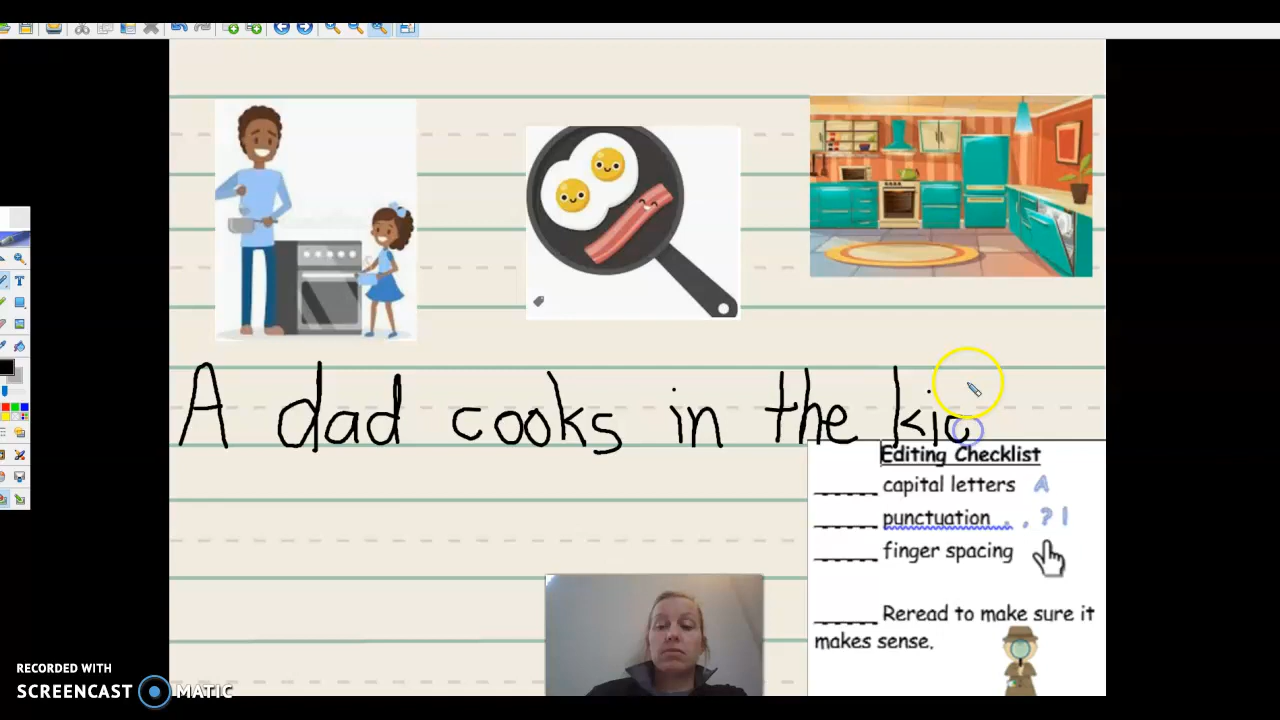 A dad cooks in the kic
Editing Checklist
capital letters A
punctuation . , ? !
finger spacing
Reread to make sure it
makes sense.
RECORDED WITH
SCREENCAST MATIC